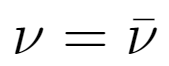 ν = ν̄